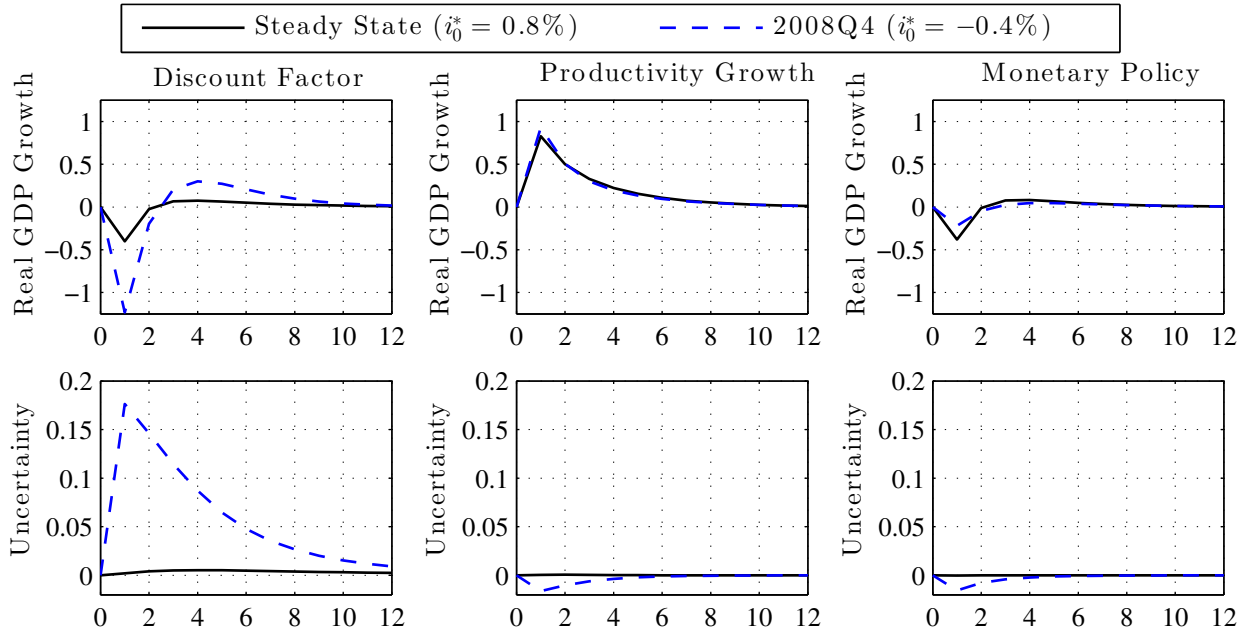 Steady State (i₀* = 0.8%) 2008Q4 (i₀* = −0.4%)
Discount Factor
Productivity Growth
Monetary Policy
Real GDP Growth
1
0.5
0
−0.5
−1
0 2 4 6 8 10 12
Real GDP Growth
1
0.5
0
−0.5
−1
0 2 4 6 8 10 12
Real GDP Growth
1
0.5
0
−0.5
−1
0 2 4 6 8 10 12
Uncertainty
0.2
0.15
0.1
0.05
0
0 2 4 6 8 10 12
Uncertainty
0.2
0.15
0.1
0.05
0
0 2 4 6 8 10 12
Uncertainty
0.2
0.15
0.1
0.05
0
0 2 4 6 8 10 12